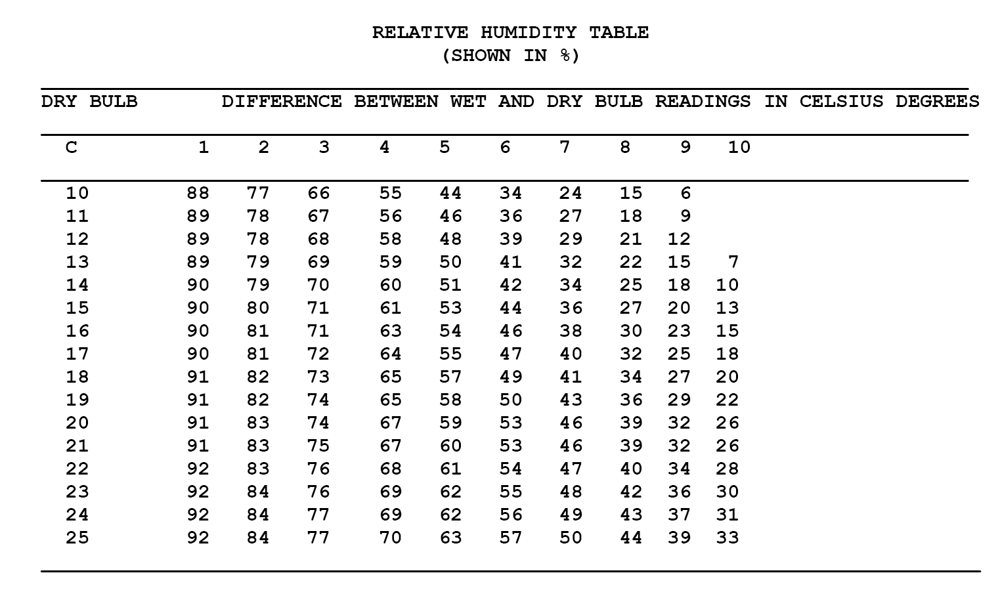 RELATIVE HUMIDITY TABLE
(SHOWN IN %)
DRY BULB DIFFERENCE BETWEEN WET AND DRY BULB READINGS IN CELSIUS DEGREES
C 1 2 3 4 5 6 7 8 9 10
10 88 77 66 55 44 34 24 15 6
11 89 78 67 56 46 36 27 18 9
12 89 78 68 58 48 39 29 21 12
13 89 79 69 59 50 41 32 22 15 7
14 90 79 70 60 51 42 34 25 18 10
15 90 80 71 61 53 44 36 27 20 13
16 90 81 71 63 54 46 38 30 23 15
17 90 81 72 64 55 47 40 32 25 18
18 91 82 73 65 57 49 41 34 27 20
19 91 82 74 65 58 50 43 36 29 22
20 91 83 74 67 59 53 46 39 32 26
21 91 83 75 67 60 53 46 39 32 26
22 92 83 76 68 61 54 47 40 34 28
23 92 84 76 69 62 55 48 42 36 30
24 92 84 77 69 62 56 49 43 37 31
25 92 84 77 70 63 57 50 44 39 33